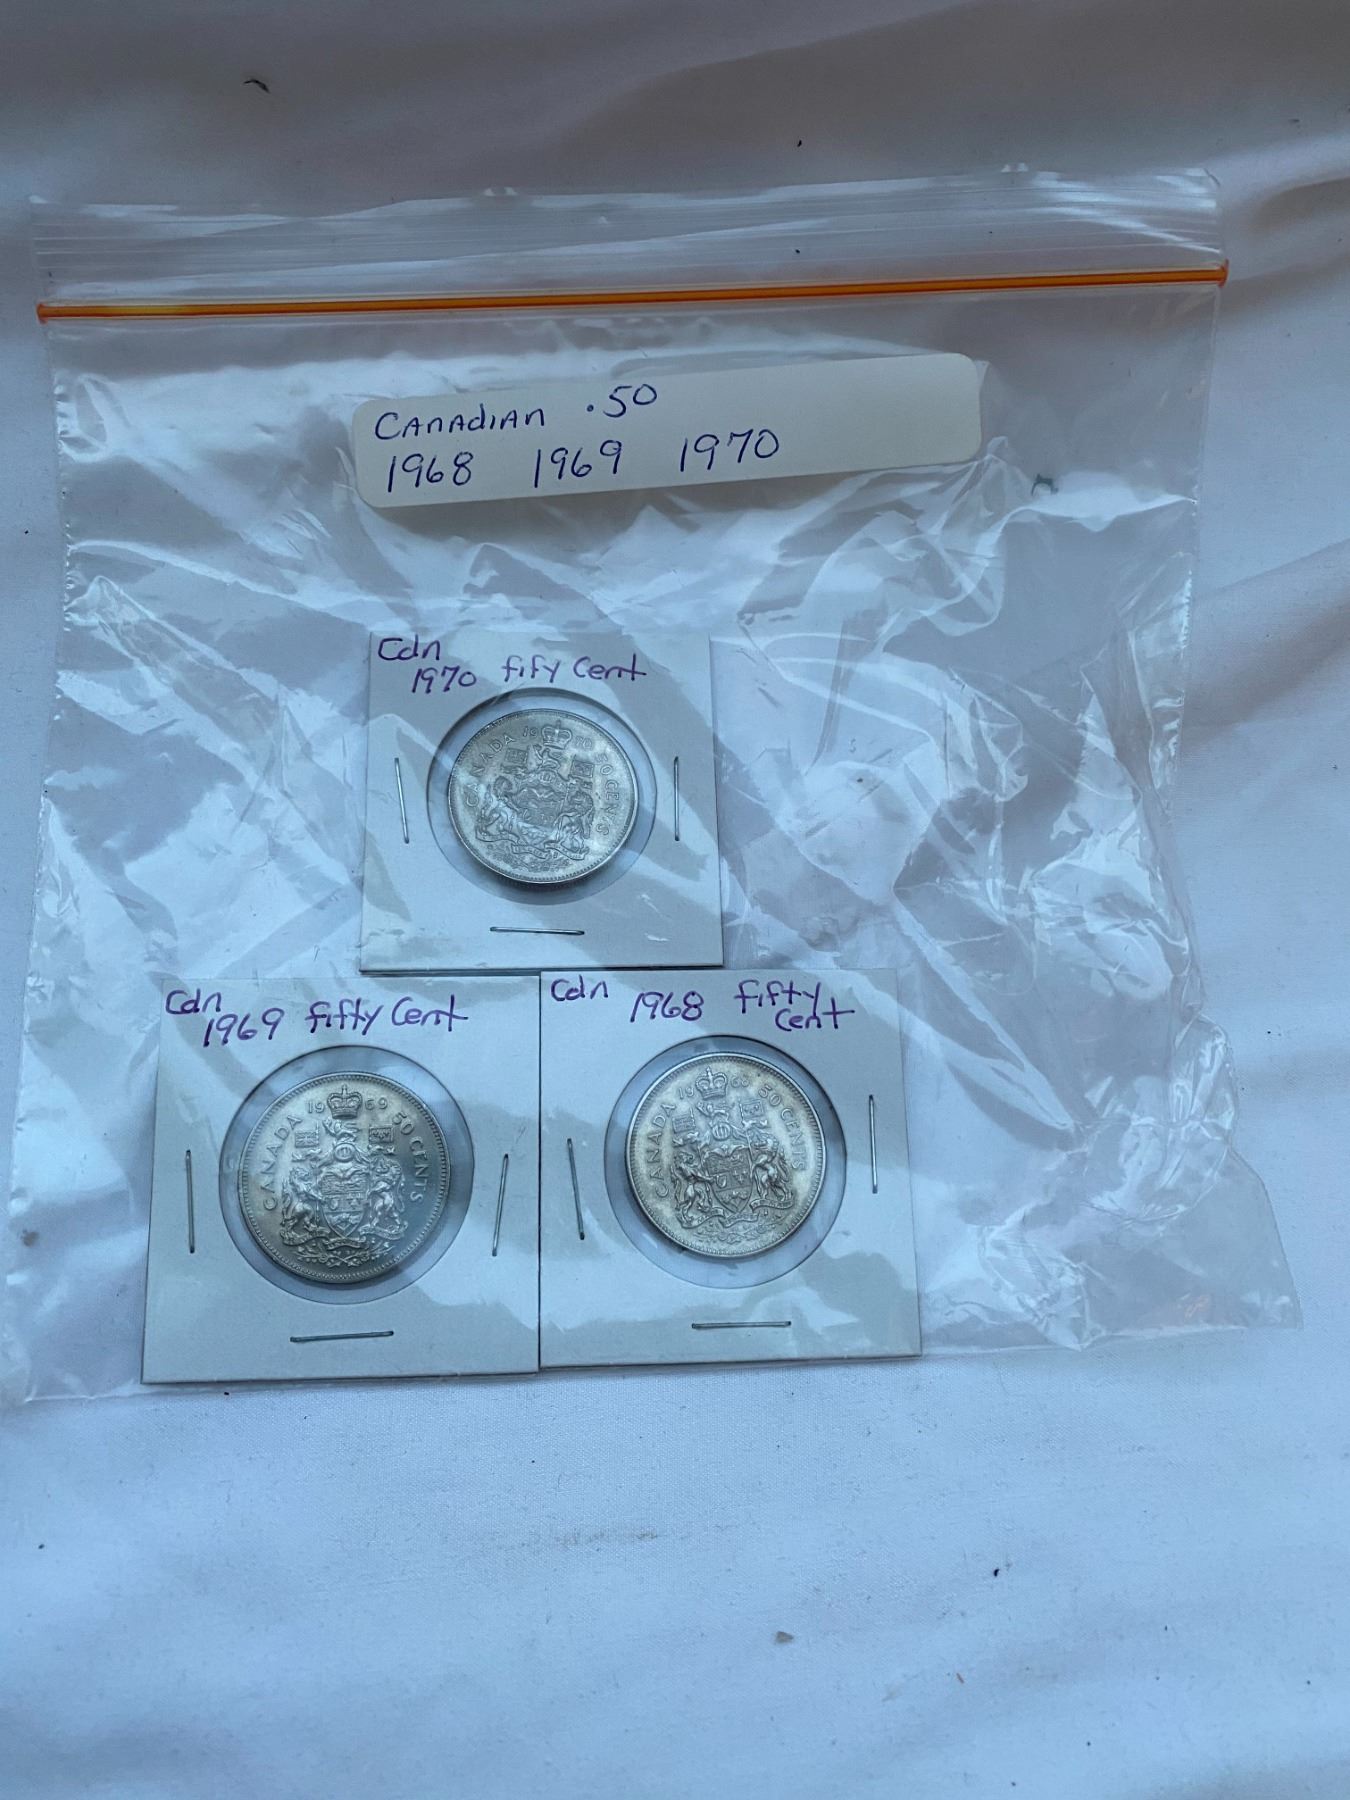 CANAdIAN .50
1968 1969 1970
Cdn
1970 fify Cent
CANADA 1970 50 CENTS
Cdn
1969 fifty Cent
CANADA 1969 50 CENTS
Cdn 1968 fifty
Cent
CANADA 1968 50 CENTS